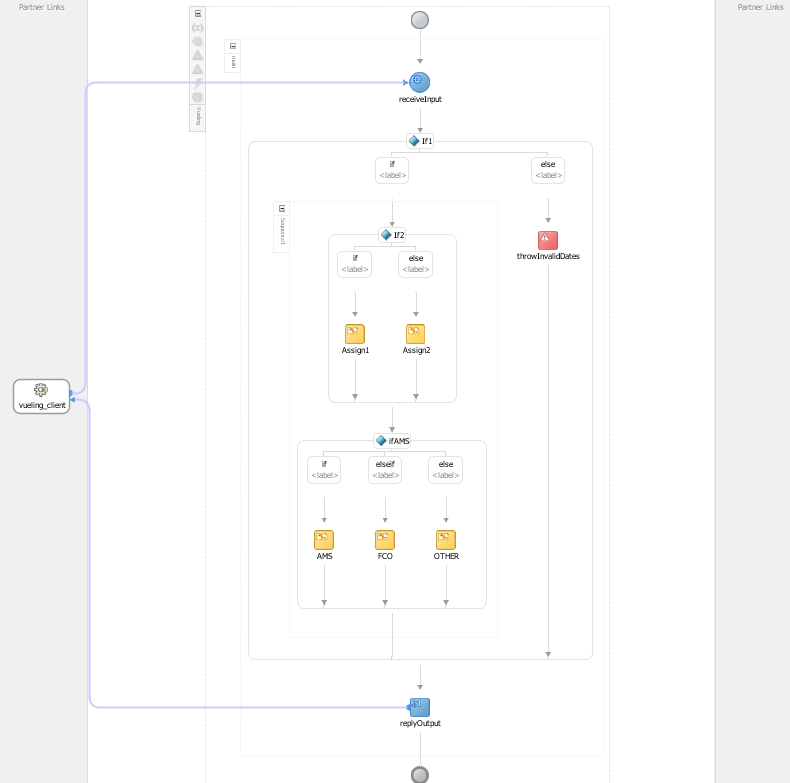 Partner Links
Partner Links
main
Vueling
receiveInput
If1
if
<label>
else
<label>
If2
throwInvalidDates
if
<label>
else
<label>
Assign1
Assign2
vueling_client
ifAMS
if
<label>
elseif
<label>
else
<label>
AMS
FCO
OTHER
replyOutput